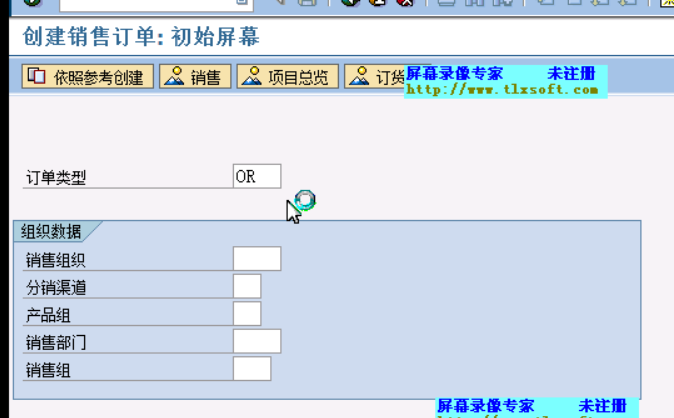 创建销售订单: 初始屏幕
依照参考创建 销售 项目总览 订货
屏幕录像专家 未注册
http://www.tlxsoft.com
订单类型 OR
组织数据
销售组织
分销渠道
产品组
销售部门
销售组
屏幕录像专家 未注册